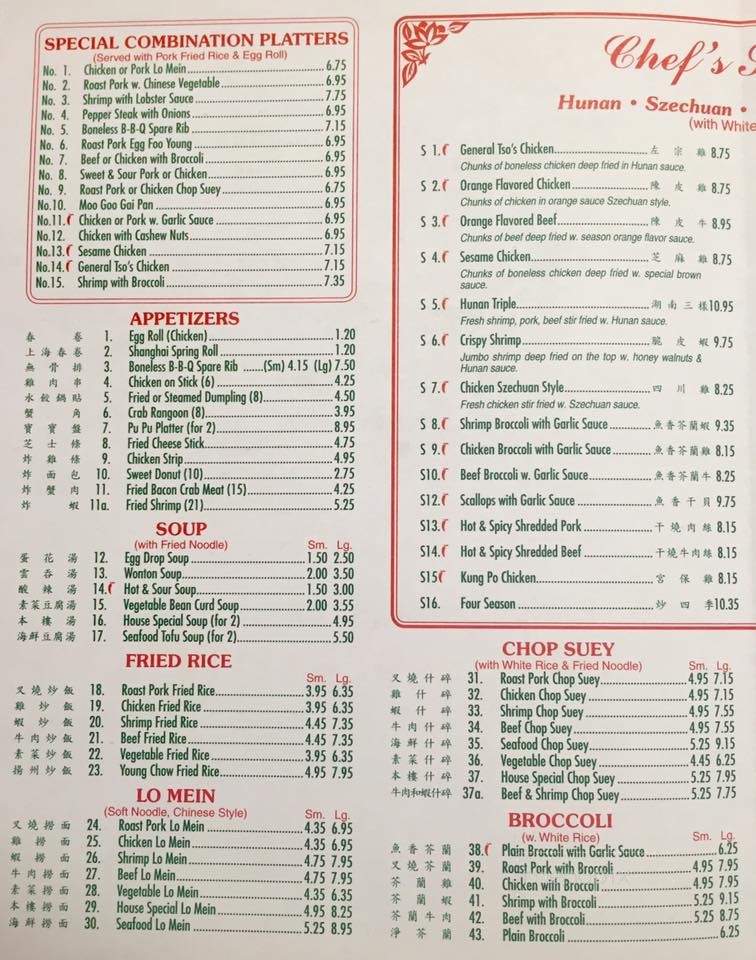 SPECIAL COMBINATION PLATTERS
(Served with Pork Fried Rice & Egg Roll)
No. 1. Chicken or Pork Lo Mein 6.75
No. 2. Roast Pork w. Chinese Vegetable 6.95
No. 3. Shrimp with Lobster Sauce 7.75
No. 4. Pepper Steak with Onions 6.95
No. 5. Boneless B-B-Q Spare Rib 7.15
No. 6. Roast Pork Egg Foo Young 6.95
No. 7. Beef or Chicken with Broccoli 6.95
No. 8. Sweet & Sour Pork or Chicken 6.95
No. 9. Roast Pork or Chicken Chop Suey 6.75
No.10. Moo Goo Gai Pan 6.95
No.11. Chicken or Pork w. Garlic Sauce 6.95
No.12. Chicken with Cashew Nuts 6.95
No.13. Sesame Chicken 7.15
No.14. General Tso's Chicken 7.15
No.15. Shrimp with Broccoli 7.35
APPETIZERS
春卷 1. Egg Roll (Chicken) 1.20
上海春卷 2. Shanghai Spring Roll 1.20
無骨排 3. Boneless B-B-Q Spare Rib (Sm) 4.15 (Lg) 7.50
雞肉串 4. Chicken on Stick (6) 4.25
水餃鍋貼 5. Fried or Steamed Dumpling (8) 4.50
蟹角 6. Crab Rangoon (8) 3.95
寶寶盤 7. Pu Pu Platter (for 2) 8.95
芝士條 8. Fried Cheese Stick 4.75
炸雞條 9. Chicken Strip 4.95
炸面包 10. Sweet Donut (10) 2.75
炸蟹肉 11. Fried Bacon Crab Meat (15) 4.25
炸蝦 11a. Fried Shrimp (21) 5.25
SOUP
(with Fried Noodle) Sm. Lg.
蛋花湯 12. Egg Drop Soup 1.50 2.50
雲吞湯 13. Wonton Soup 2.00 3.50
酸辣湯 14. Hot & Sour Soup 1.50 3.00
素菜豆腐湯 15. Vegetable Bean Curd Soup 2.00 3.55
本樓湯 16. House Special Soup (for 2) 4.95
海鮮豆腐湯 17. Seafood Tofu Soup (for 2) 5.50
FRIED RICE
Sm. Lg.
叉燒炒飯 18. Roast Pork Fried Rice 3.95 6.35
雞炒飯 19. Chicken Fried Rice 3.95 6.35
蝦炒飯 20. Shrimp Fried Rice 4.45 7.35
牛肉炒飯 21. Beef Fried Rice 4.45 7.35
素菜炒飯 22. Vegetable Fried Rice 3.95 6.35
揚州炒飯 23. Young Chow Fried Rice 4.95 7.95
LO MEIN
(Soft Noodle, Chinese Style) Sm. Lg.
叉燒撈面 24. Roast Pork Lo Mein 4.35 6.95
雞撈面 25. Chicken Lo Mein 4.35 6.95
蝦撈面 26. Shrimp Lo Mein 4.75 7.95
牛肉撈面 27. Beef Lo Mein 4.75 7.95
素菜撈面 28. Vegetable Lo Mein 4.35 6.35
本樓撈面 29. House Special Lo Mein 4.95 8.25
海鮮撈面 30. Seafood Lo Mein 5.25 8.95
Chef's
Hunan • Szechuan •
(with White
S 1. General Tso's Chicken 左宗雞 8.75
Chunks of boneless chicken deep fried in Hunan sauce.
S 2. Orange Flavored Chicken 陳皮雞 8.75
Chunks of chicken in orange sauce Szechuan style.
S 3. Orange Flavored Beef 陳皮牛 8.95
Chunks of beef deep fried w. season orange flavor sauce.
S 4. Sesame Chicken 芝麻雞 8.75
Chunks of boneless chicken deep fried w. special brown
sauce.
S 5. Hunan Triple 湖南三樣 10.95
Fresh shrimp, pork, beef stir fried w. Hunan sauce.
S 6. Crispy Shrimp 脆皮蝦 9.75
Jumbo shrimp deep fried on the top w. honey walnuts &
Hunan sauce.
S 7. Chicken Szechuan Style 四川雞 8.25
Fresh chicken stir fried w. Szechuan sauce.
S 8. Shrimp Broccoli with Garlic Sauce 魚香芥蘭蝦 9.35
S 9. Chicken Broccoli with Garlic Sauce 魚香芥蘭雞 8.15
S10. Beef Broccoli w. Garlic Sauce 魚香芥蘭牛 8.25
S12. Scallops with Garlic Sauce 魚香干貝 9.75
S13. Hot & Spicy Shredded Pork 干燒肉絲 8.15
S14. Hot & Spicy Shredded Beef 干燒牛肉絲 8.15
S15 Kung Po Chicken 宮保雞 8.15
S16. Four Season 炒四季 10.35
CHOP SUEY
(with White Rice & Fried Noodle) Sm. Lg.
叉燒什碎 31. Roast Pork Chop Suey 4.95 7.15
雞什碎 32. Chicken Chop Suey 4.95 7.15
蝦什碎 33. Shrimp Chop Suey 4.95 7.55
牛肉什碎 34. Beef Chop Suey 4.95 7.55
海鮮什碎 35. Seafood Chop Suey 5.25 9.15
素菜什碎 36. Vegetable Chop Suey 4.45 6.25
本樓什碎 37. House Special Chop Suey 5.25 7.95
牛肉和蝦什碎 37a. Beef & Shrimp Chop Suey 5.25 7.75
BROCCOLI
(w. White Rice) Sm. Lg.
魚香芥蘭 38. Plain Broccoli with Garlic Sauce 6.25
叉燒芥蘭 39. Roast Pork with Broccoli 4.95 7.95
芥蘭雞 40. Chicken with Broccoli 4.95 7.95
芥蘭蝦 41. Shrimp with Broccoli 5.25 9.15
芥蘭牛肉 42. Beef with Broccoli 5.25 8.75
淨芥蘭 43. Plain Broccoli 6.25